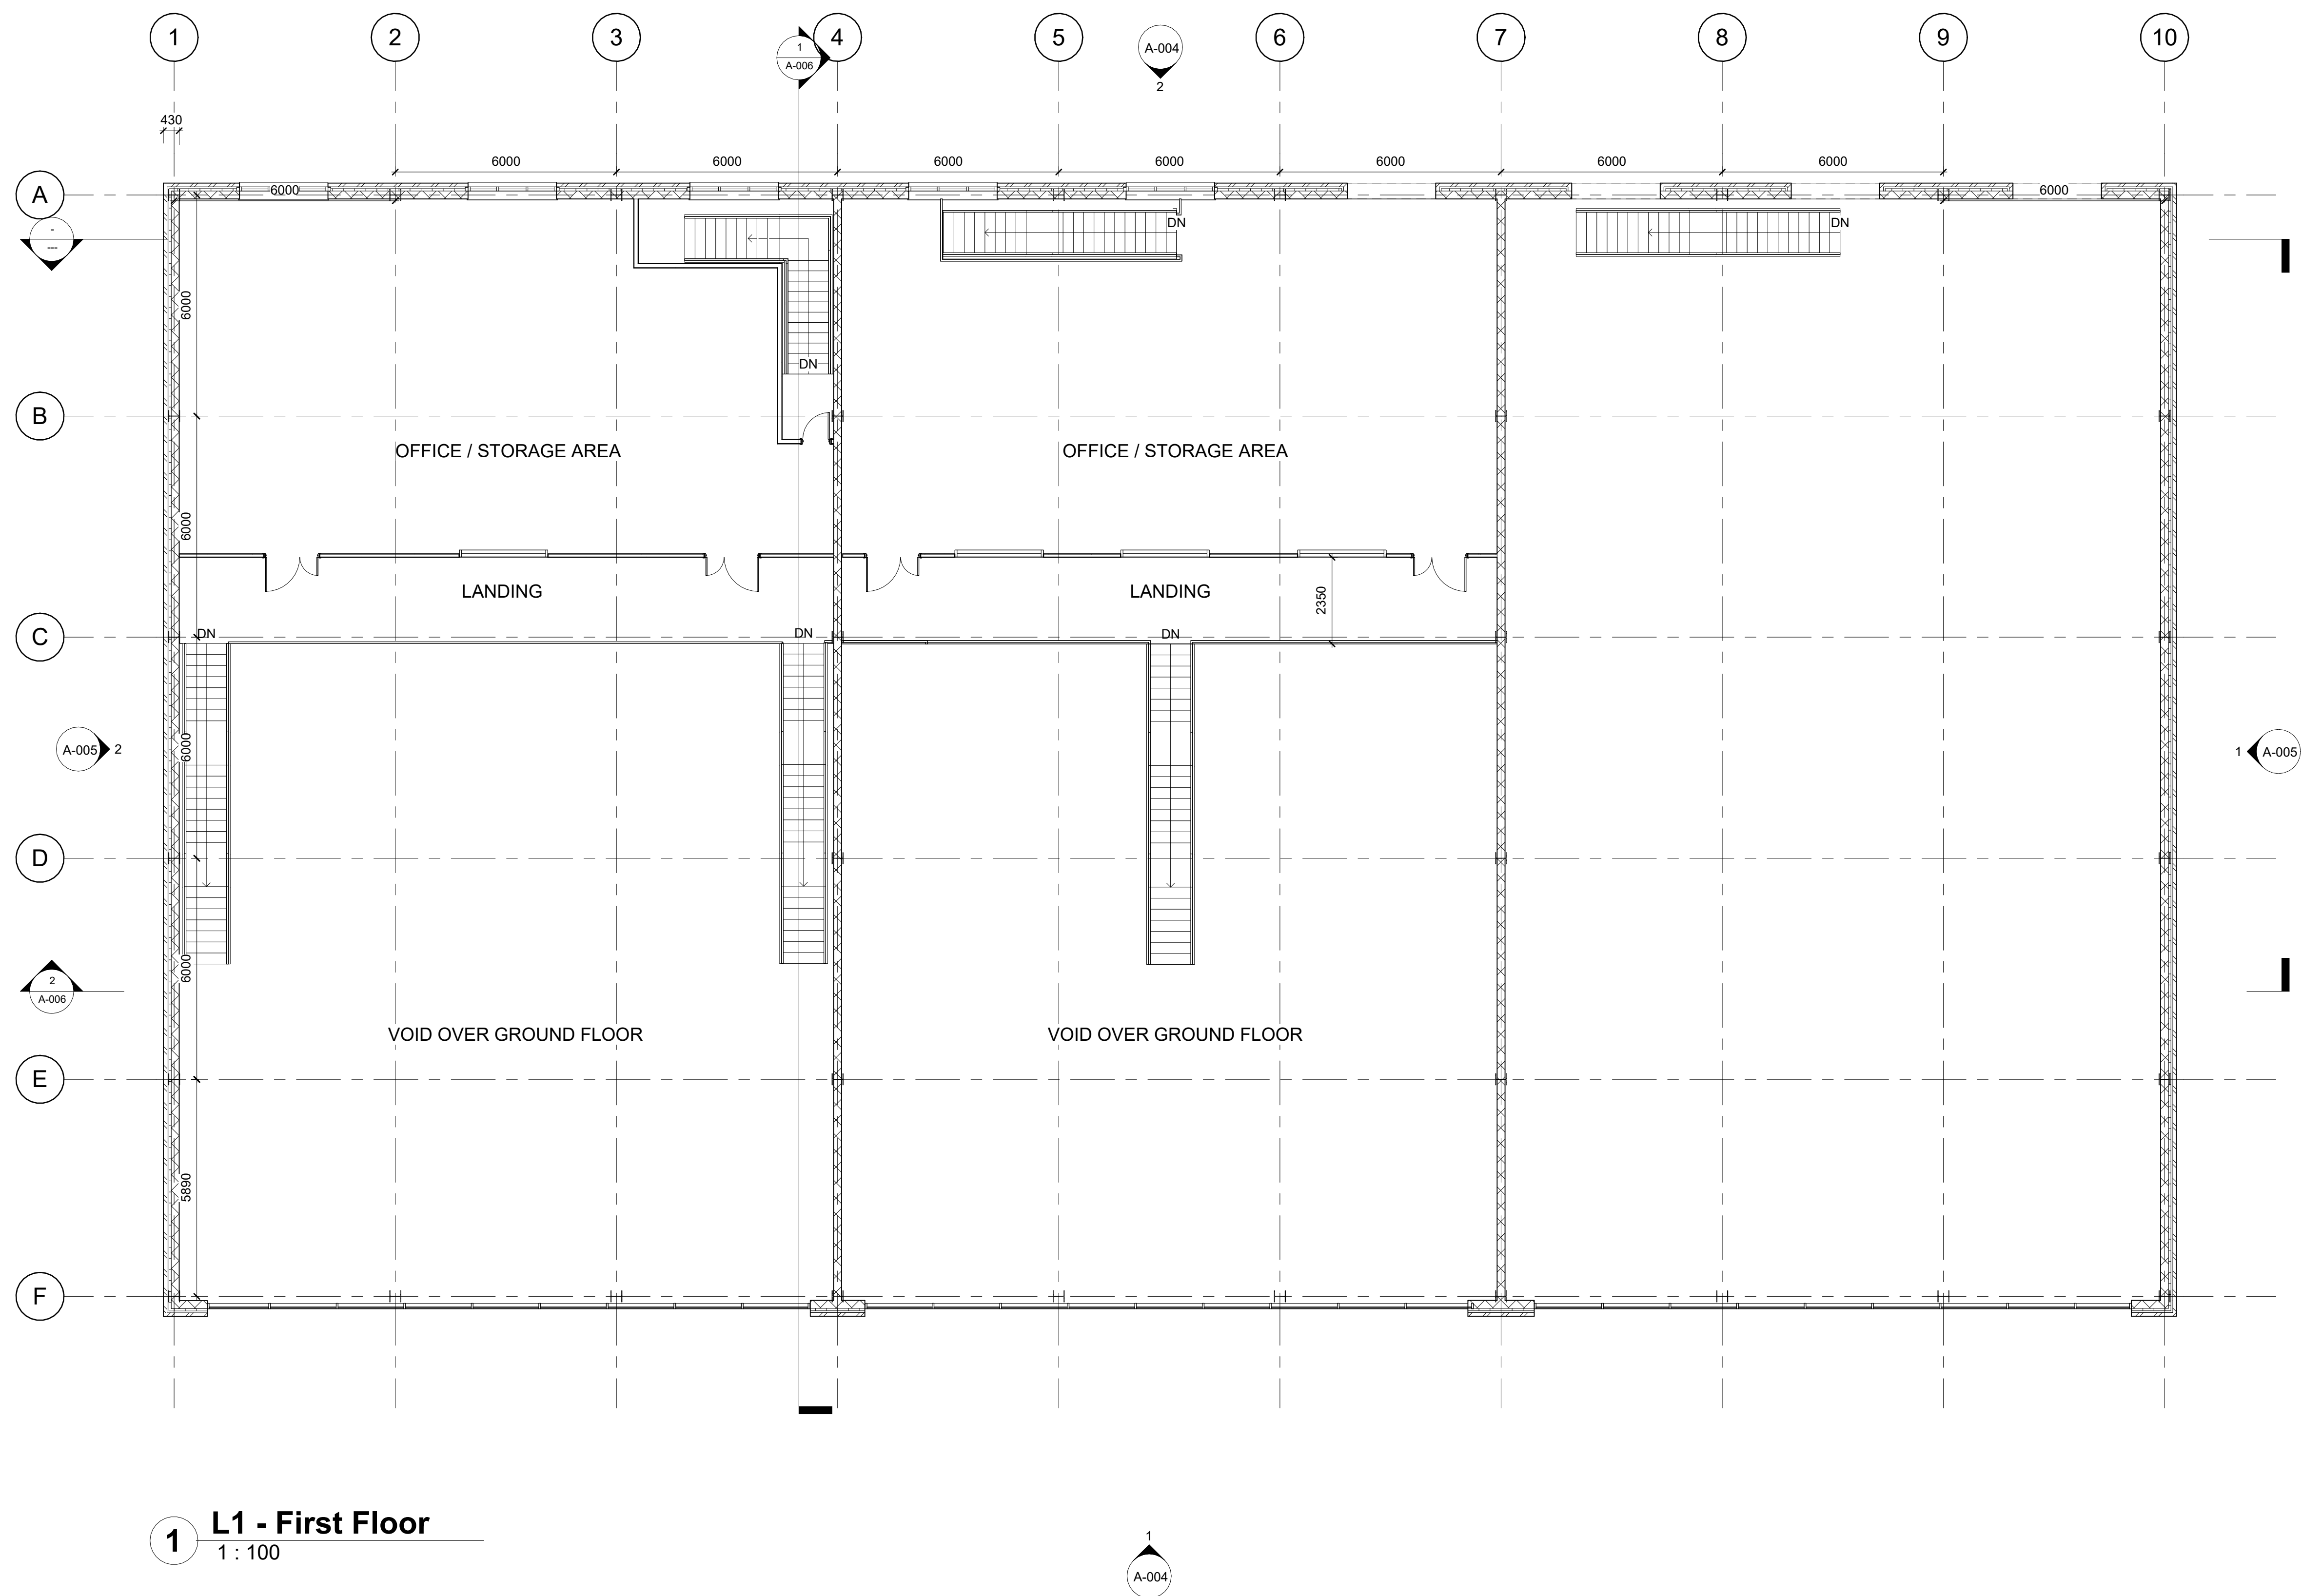 1
2
3
4
5
6
7
8
9
10
1
A-006
A-004
2
430
6000
6000
6000
6000
6000
6000
6000
A
6000
6000
-
---
DN
DN
6000
DN
B
OFFICE / STORAGE AREA
OFFICE / STORAGE AREA
6000
LANDING
LANDING
2350
C
DN
DN
DN
A-005
2
6000
1
A-005
D
6000
2
A-006
VOID OVER GROUND FLOOR
VOID OVER GROUND FLOOR
E
5890
F
1
L1 - First Floor
1 : 100
1
A-004